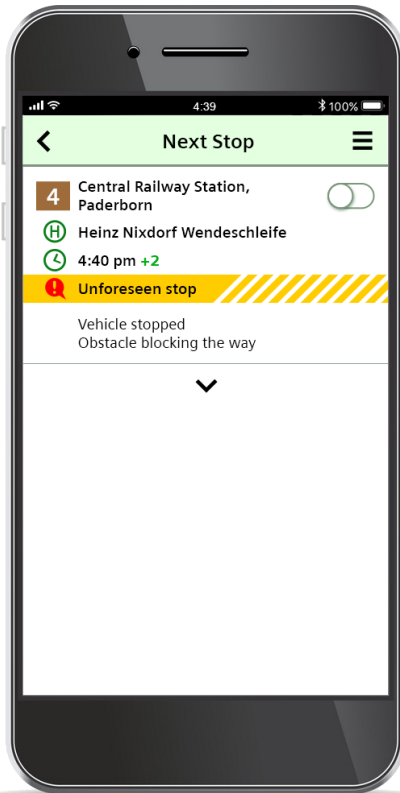 4:39
100%
Next Stop
4
Central Railway Station,
Paderborn
H
Heinz Nixdorf Wendeschleife
4:40 pm +2
Unforeseen stop
Vehicle stopped
Obstacle blocking the way